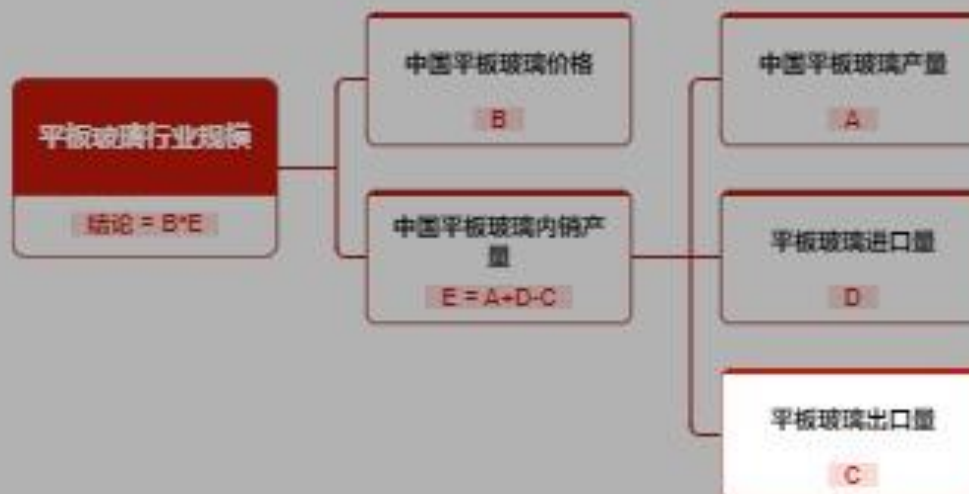 平板玻璃行业规模
结论 = B*E
中国平板玻璃价格
B
中国平板玻璃内销产
量
E = A+D-C
中国平板玻璃产量
A
平板玻璃进口量
D
平板玻璃出口量
C